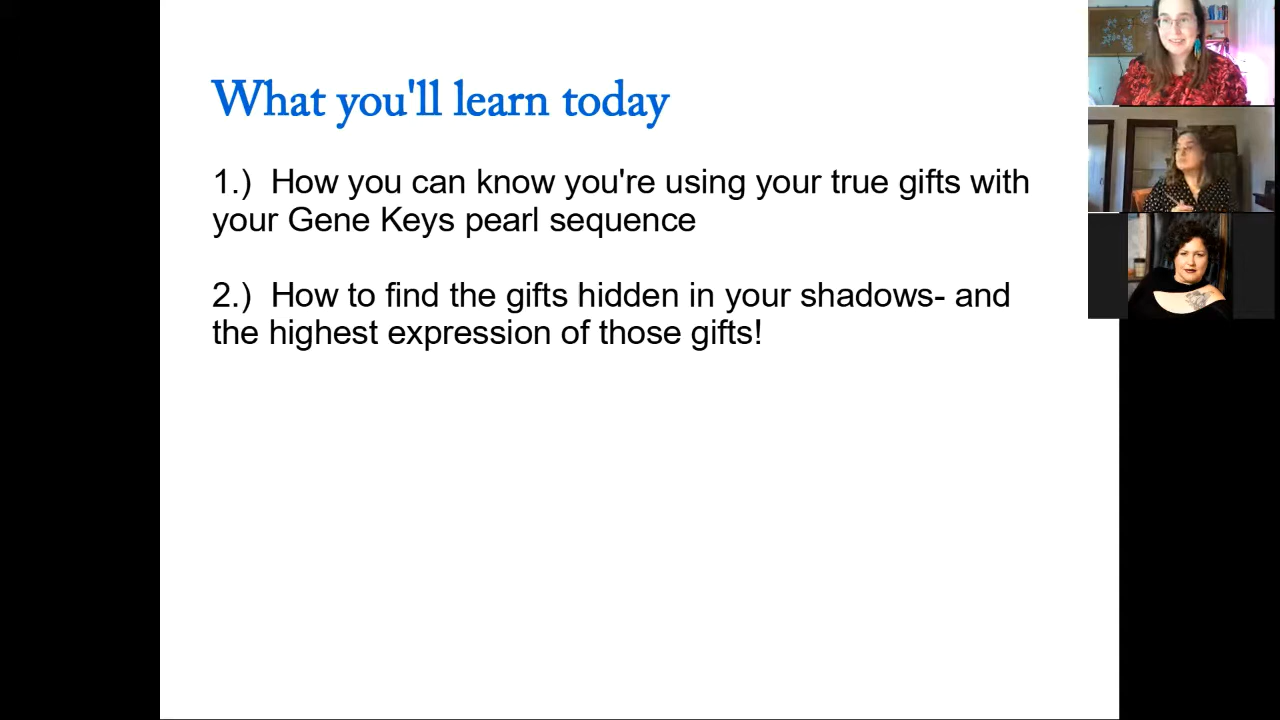 What you'll learn today
1.) How you can know you're using your true gifts with
your Gene Keys pearl sequence
2.) How to find the gifts hidden in your shadows- and
the highest expression of those gifts!